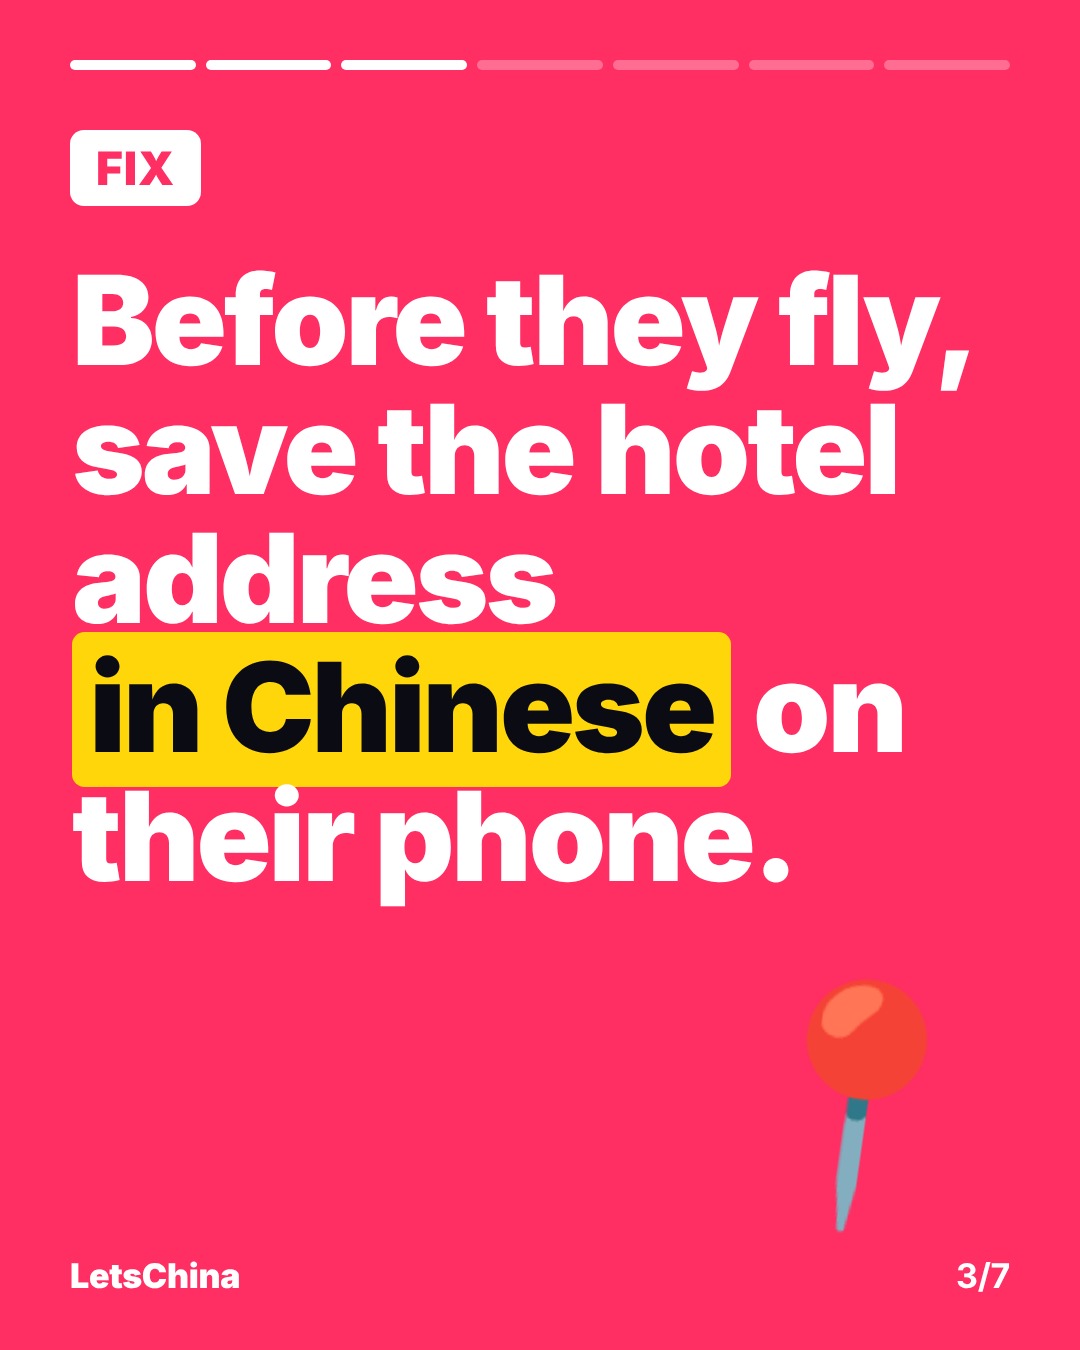 FIX
Before they fly,
save the hotel
address
in Chinese on
their phone.
LetsChina
3/7